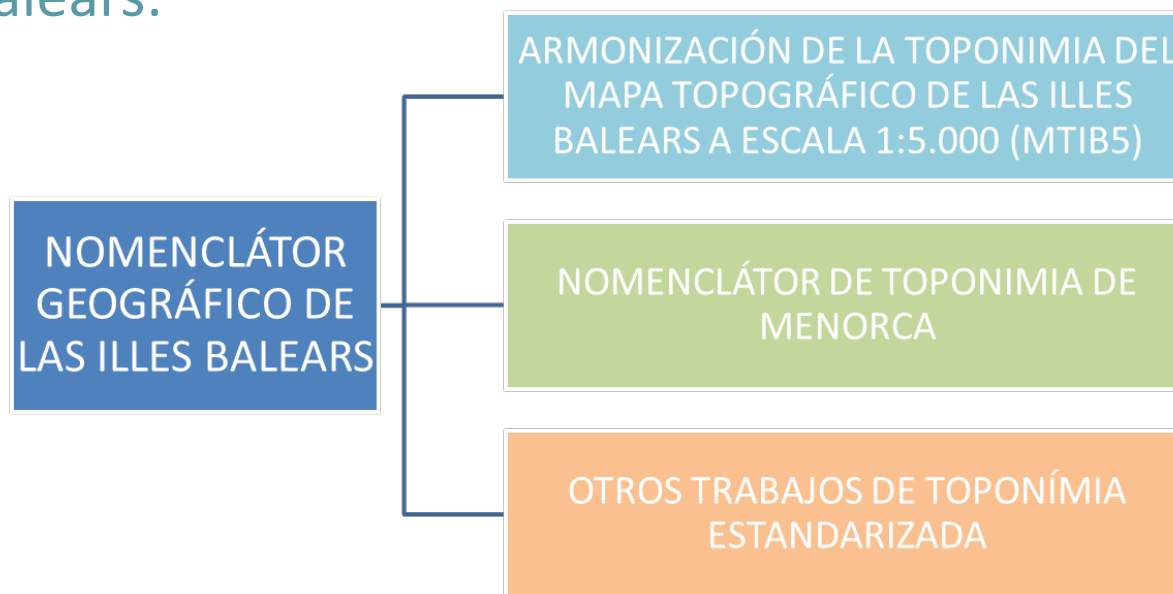 alears.
ARMONIZACIÓN DE LA TOPONIMIA DEL
MAPA TOPOGRÁFICO DE LAS ILLES
BALEARS A ESCALA 1:5.000 (MTIB5)
NOMENCLÁTOR
GEOGRÁFICO DE
LAS ILLES BALEARS
NOMENCLÁTOR DE TOPONIMIA DE
MENORCA
OTROS TRABAJOS DE TOPONÍMIA
ESTANDARIZADA